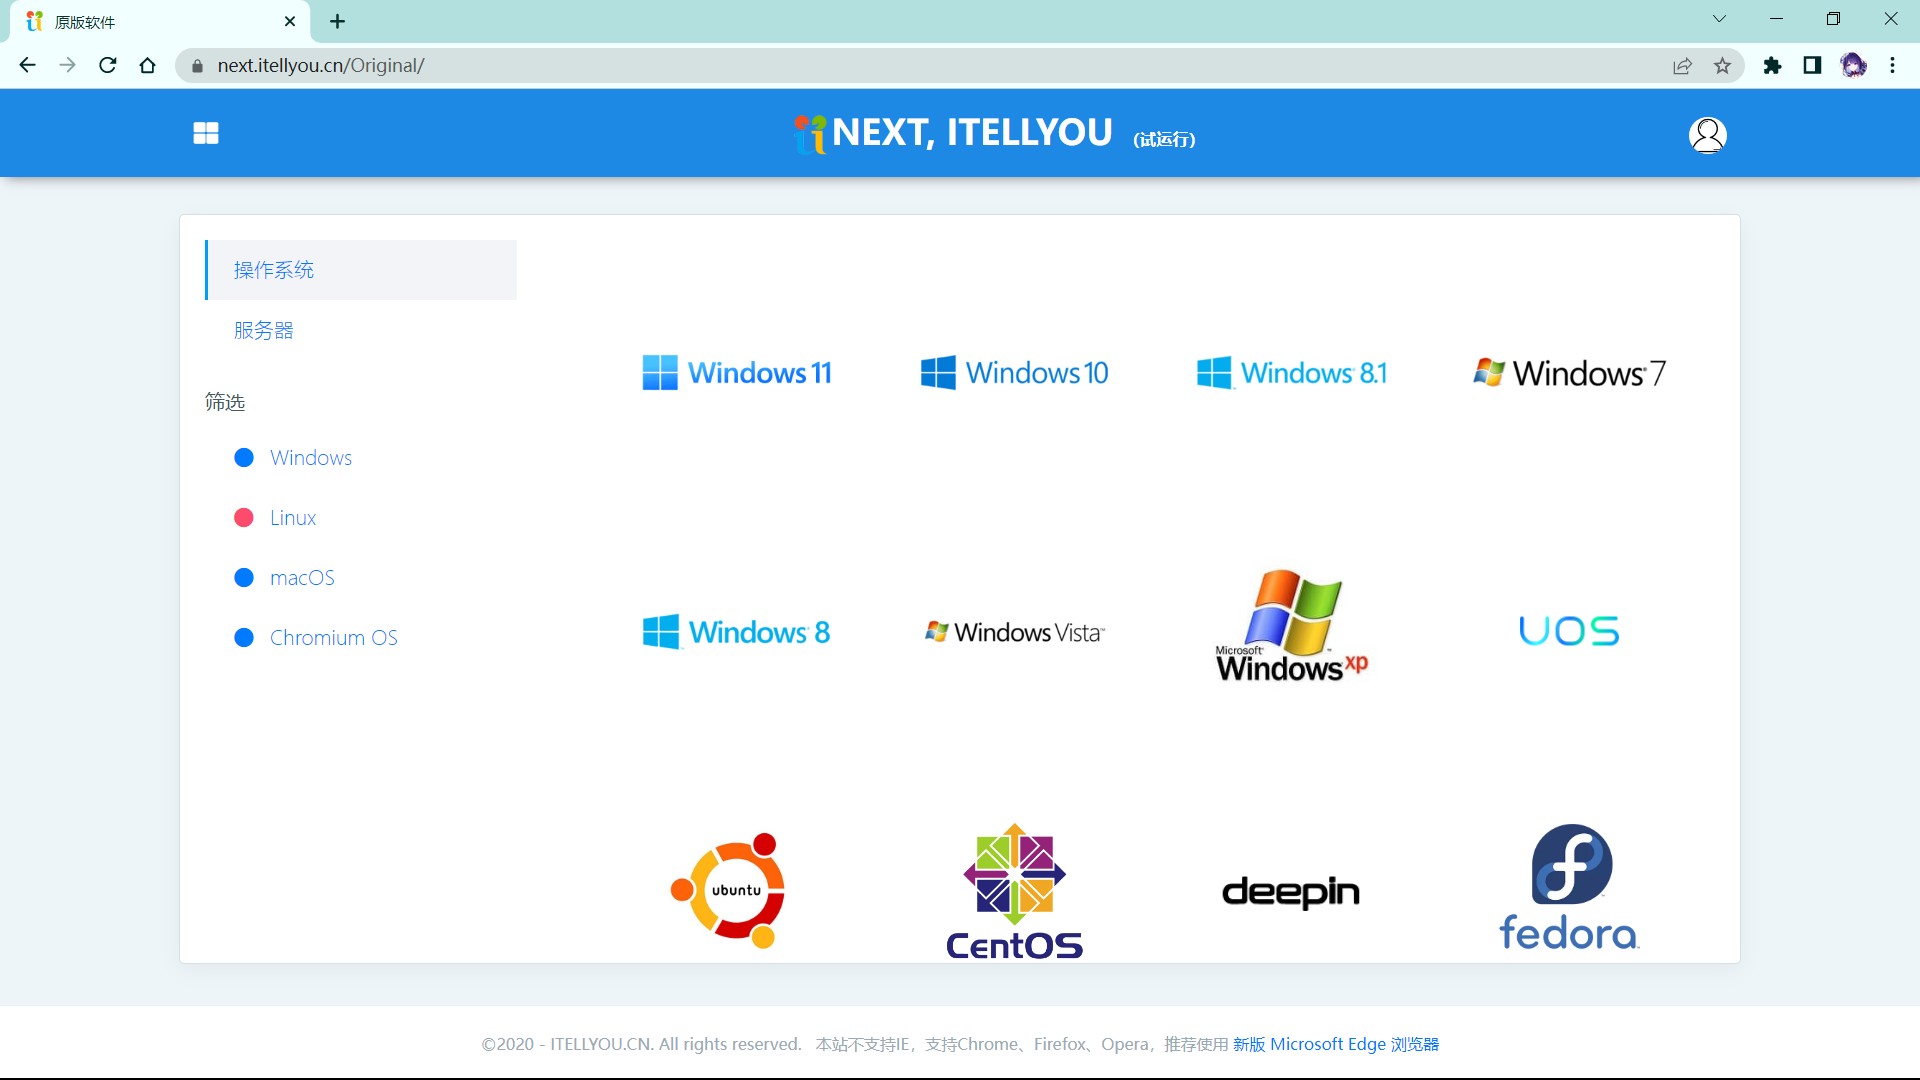 原版软件
next.itellyou.cn/Original/
NEXT, ITELLYOU (试运行)
操作系统
服务器
筛选
Windows
Linux
macOS
Chromium OS
Windows 11
Windows 10
Windows 8.1
Windows 7
Windows 8
Windows Vista™
Microsoft
Windows xp
UOS
ubuntu
CentOS
deepin
fedora
©2020 - ITELLYOU.CN. All rights reserved. 本站不支持IE，支持Chrome、Firefox、Opera，推荐使用 新版 Microsoft Edge 浏览器